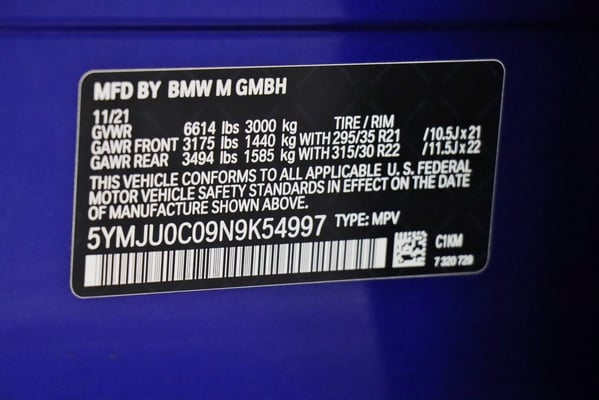 MFD BY BMW M GMBH
11/21
GVWR 6614 lbs 3000 kg TIRE / RIM
GAWR FRONT 3175 lbs 1440 kg WITH 295/35 R21 /10.5J x 21
GAWR REAR 3494 lbs 1585 kg WITH 315/30 R22 /11.5J x 22
THIS VEHICLE CONFORMS TO ALL APPLICABLE U.S. FEDERAL
MOTOR VEHICLE SAFETY STANDARDS IN EFFECT ON THE DATE
OF MANUFACTURE SHOWN ABOVE.
5YMJU0C09N9K54997 TYPE: MPV
C1KM
7 320 729